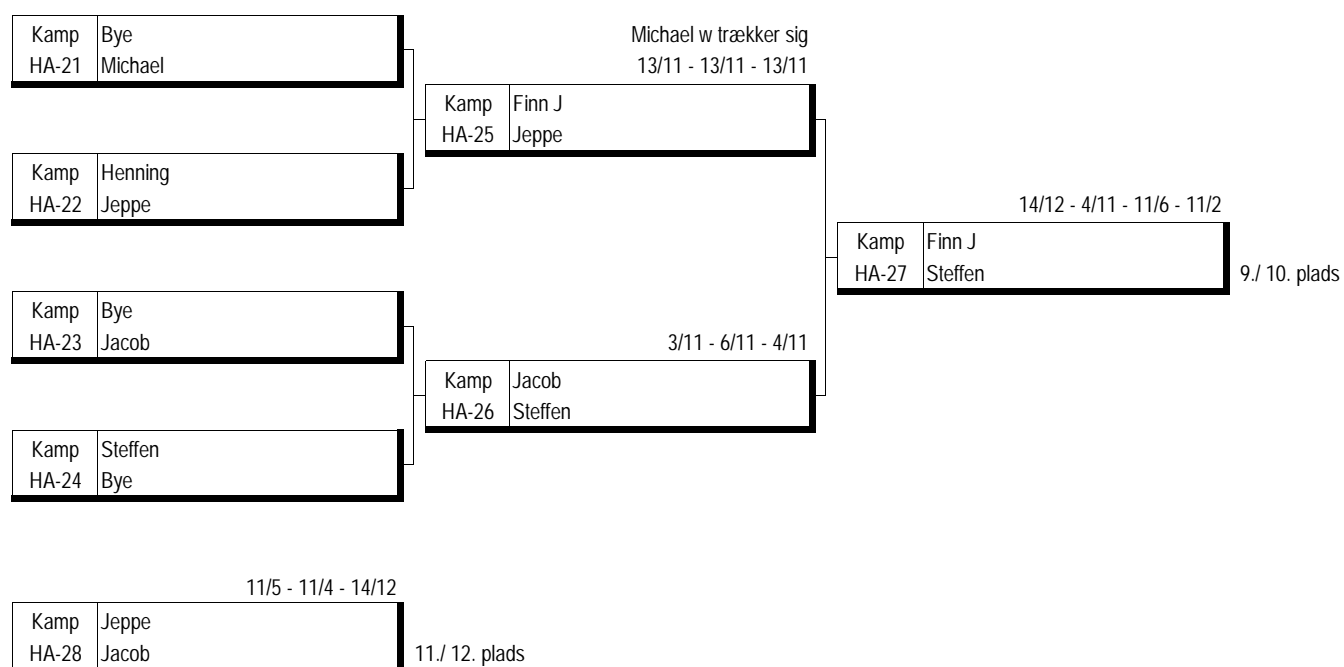 Kamp Bye
HA-21 Michael
Michael w trækker sig
13/11 - 13/11 - 13/11
Kamp Finn J
HA-25 Jeppe
Kamp Henning
HA-22 Jeppe
14/12 - 4/11 - 11/6 - 11/2
Kamp Finn J
HA-27 Steffen 9./ 10. plads
Kamp Bye
HA-23 Jacob
3/11 - 6/11 - 4/11
Kamp Jacob
HA-26 Steffen
Kamp Steffen
HA-24 Bye
11/5 - 11/4 - 14/12
Kamp Jeppe
HA-28 Jacob 11./ 12. plads